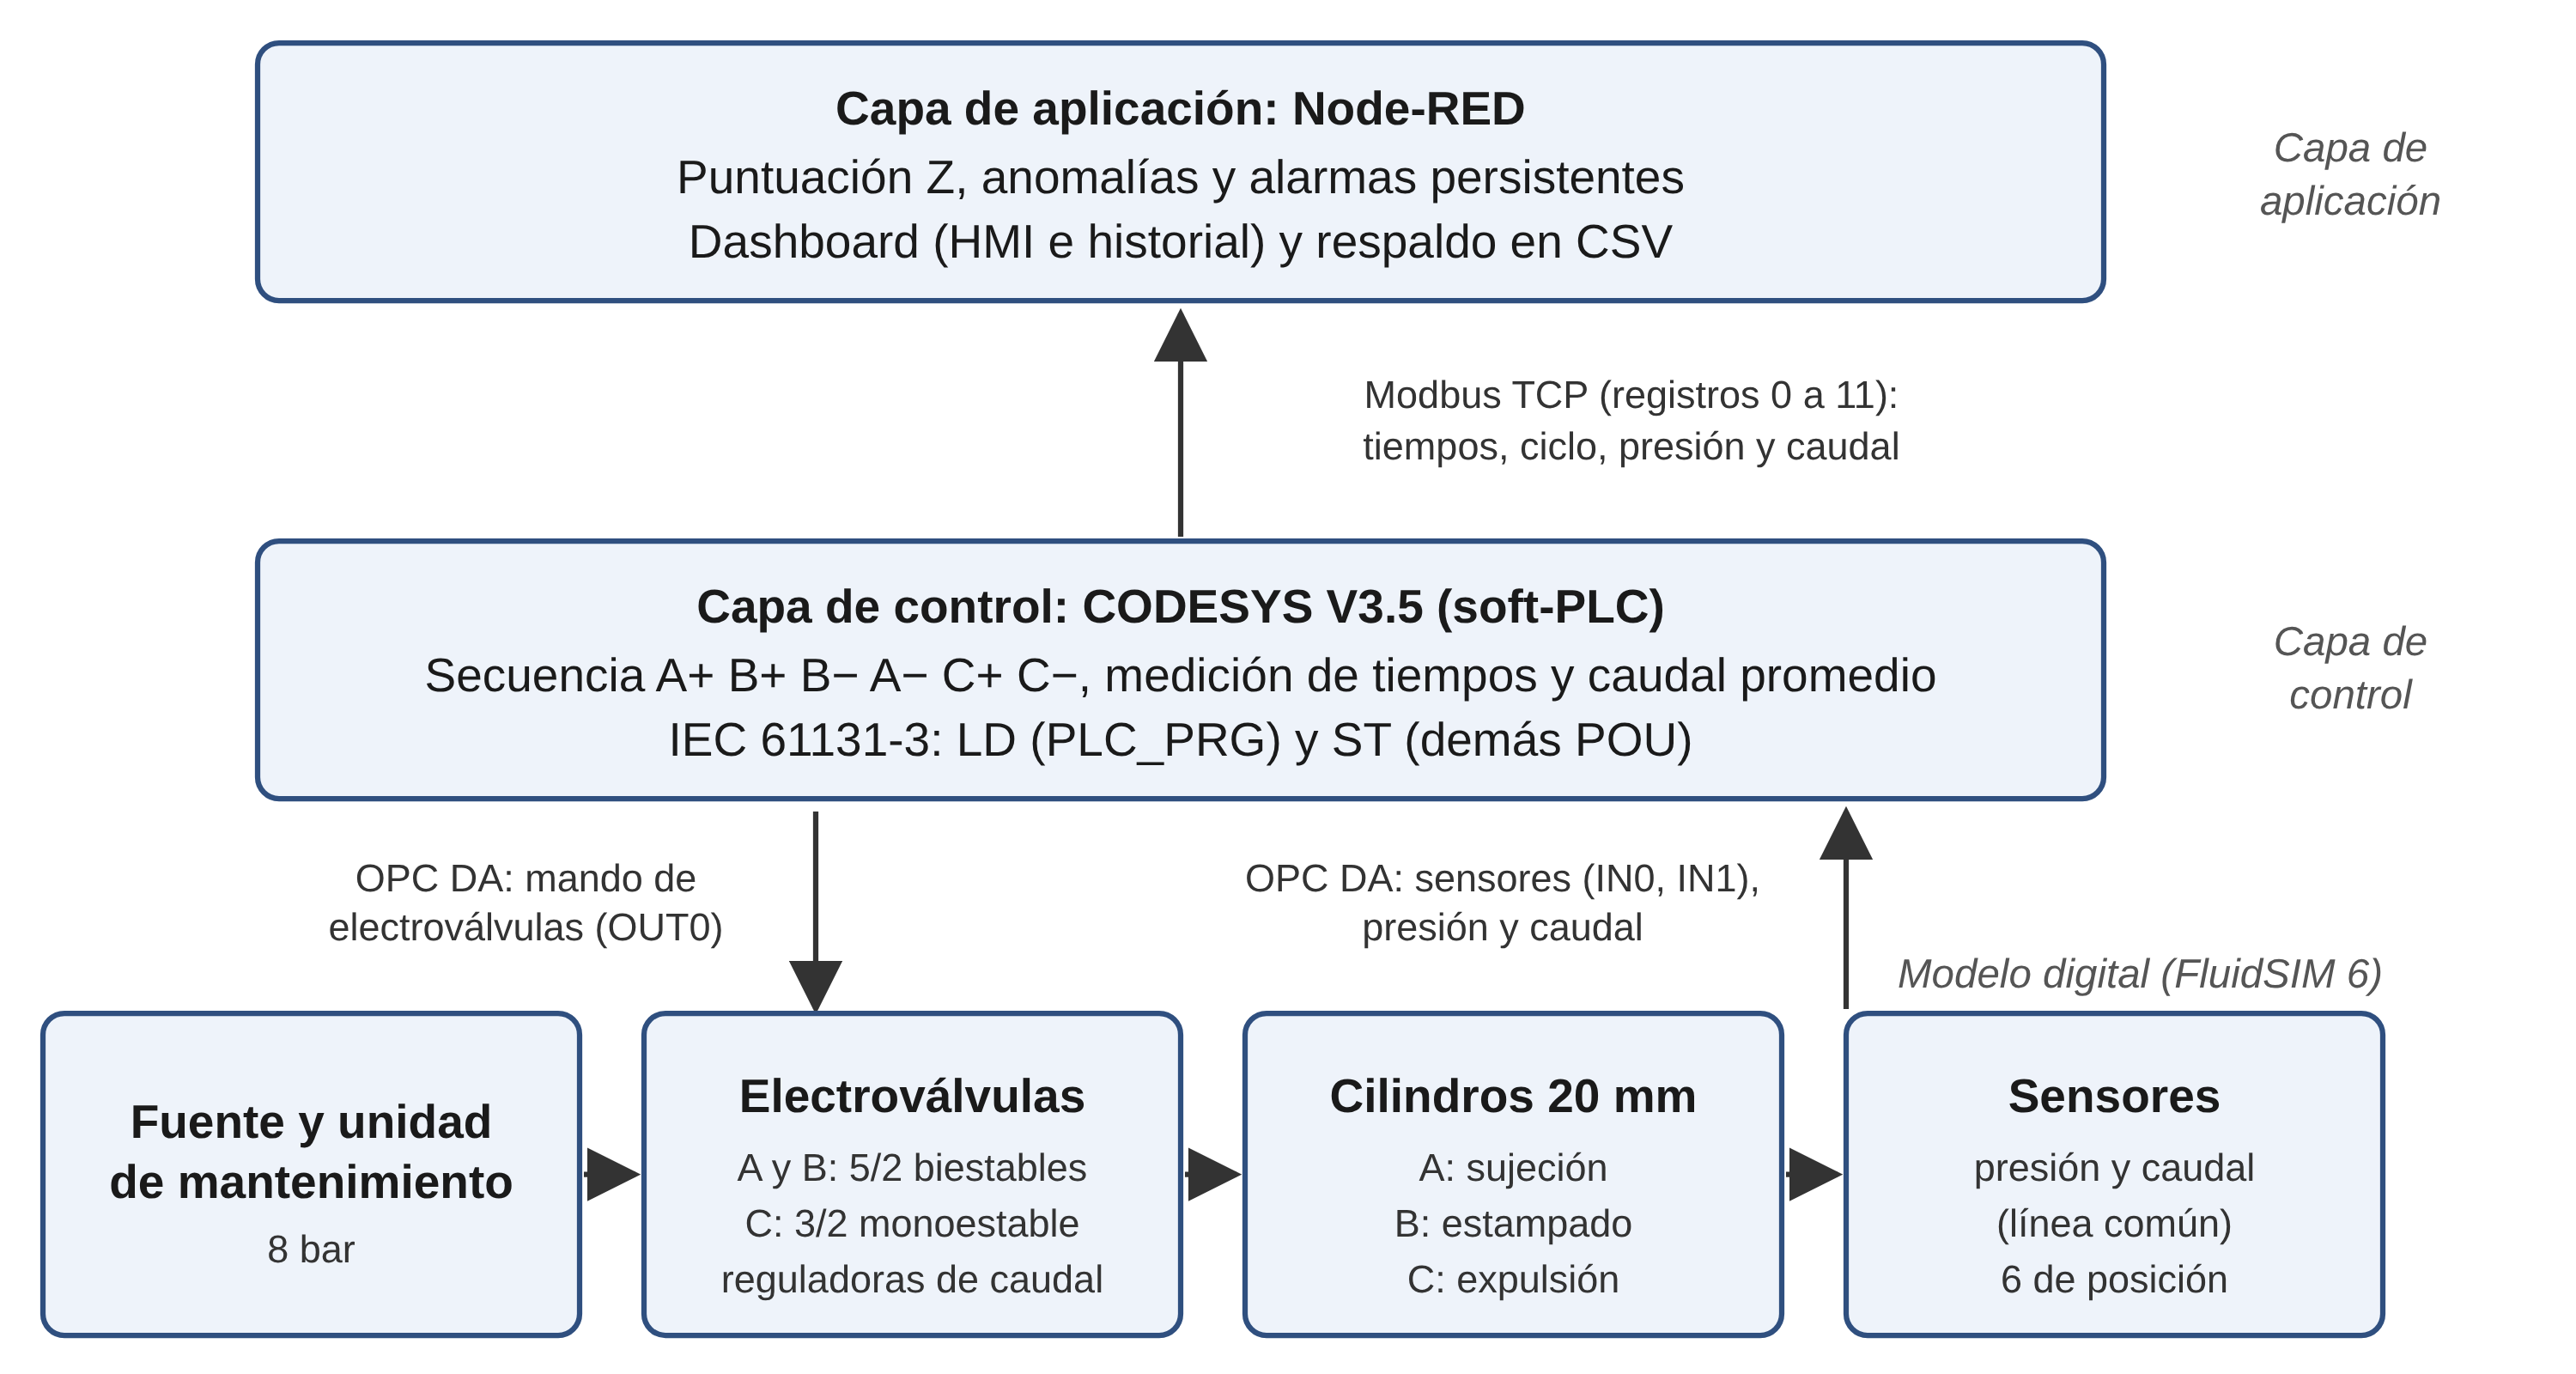 Capa de aplicación: Node-RED
Puntuación Z, anomalías y alarmas persistentes
Dashboard (HMI e historial) y respaldo en CSV
Capa de
aplicación
Modbus TCP (registros 0 a 11):
tiempos, ciclo, presión y caudal
Capa de control: CODESYS V3.5 (soft-PLC)
Secuencia A+ B+ B− A− C+ C−, medición de tiempos y caudal promedio
IEC 61131-3: LD (PLC_PRG) y ST (demás POU)
Capa de
control
OPC DA: mando de
electroválvulas (OUT0)
OPC DA: sensores (IN0, IN1),
presión y caudal
Modelo digital (FluidSIM 6)
Fuente y unidad
de mantenimiento
8 bar
Electroválvulas
A y B: 5/2 biestables
C: 3/2 monoestable
reguladoras de caudal
Cilindros 20 mm
A: sujeción
B: estampado
C: expulsión
Sensores
presión y caudal
(línea común)
6 de posición